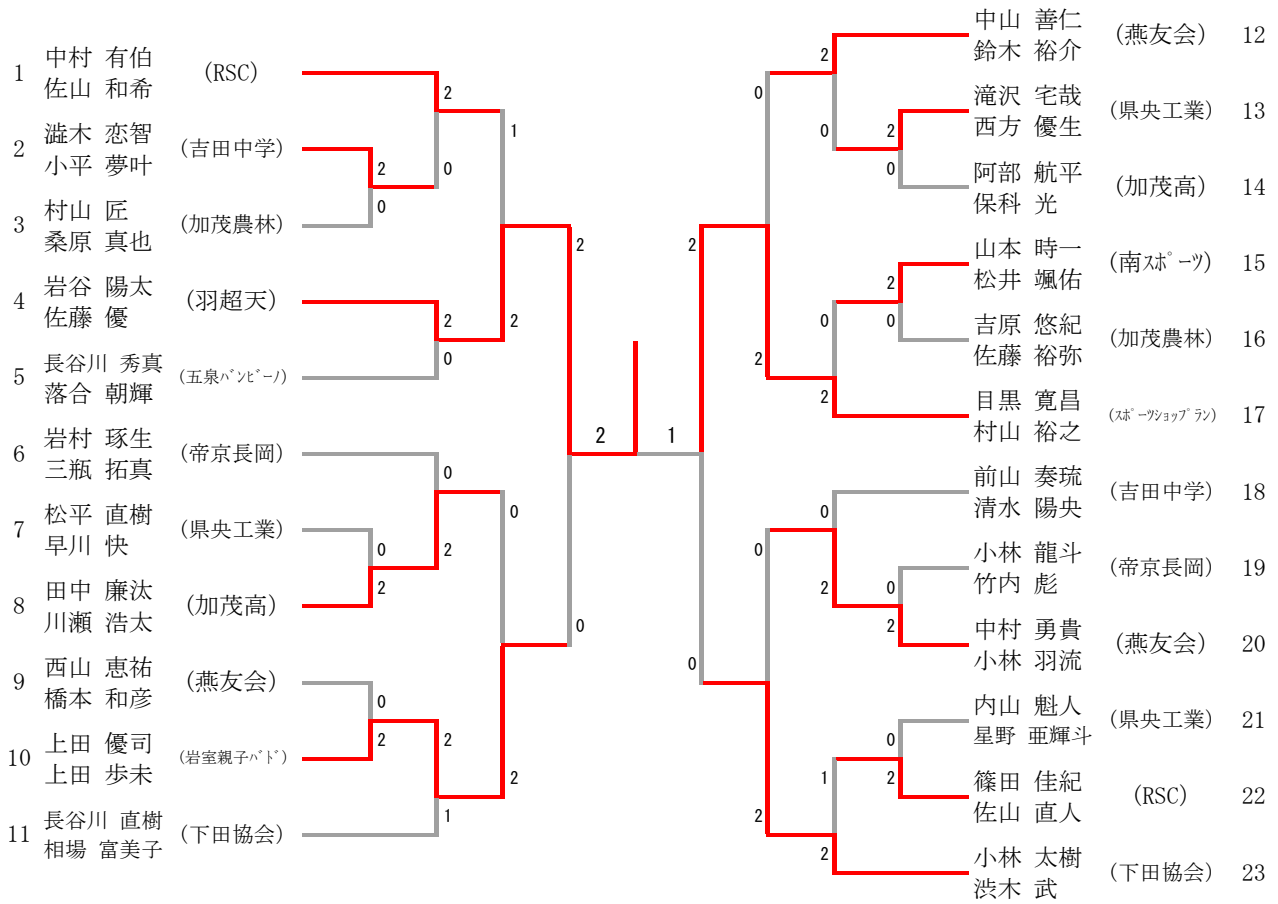 1 中村 有伯 (RSC)
佐山 和希
2 澁木 恋智 (吉田中学)
小平 夢叶
3 村山 匠 (加茂農林)
桑原 真也
4 岩谷 陽太 (羽超天)
佐藤 優
5 長谷川 秀真 (五泉バンビーノ)
落合 朝輝
6 岩村 琢生 (帝京長岡)
三瓶 拓真
7 松平 直樹 (県央工業)
早川 快
8 田中 廉汰 (加茂高)
川瀬 浩太
9 西山 恵祐 (燕友会)
橋本 和彦
10 上田 優司 (岩室親子バド)
上田 歩未
11 長谷川 直樹 (下田協会)
相場 富美子
2
0
2
0
1
2
2
0
2
0
2
0
2
0
2
0
2
2
1
0
2
1
中山 善仁 (燕友会) 12
鈴木 裕介
滝沢 宅哉 (県央工業) 13
西方 優生
阿部 航平 (加茂高) 14
保科 光
山本 時一 (南スポーツ) 15
松井 颯佑
吉原 悠紀 (加茂農林) 16
佐藤 裕弥
目黒 寛昌 (スポーツショップラン) 17
村山 裕之
前山 奏琉 (吉田中学) 18
清水 陽央
小林 龍斗 (帝京長岡) 19
竹内 彪
中村 勇貴 (燕友会) 20
小林 羽流
内山 魁人 (県央工業) 21
星野 亜輝斗
篠田 佳紀 (RSC) 22
佐山 直人
小林 太樹 (下田協会) 23
渋木 武
2
0
0
2
0
2
2
0
0
2
2
0
0
2
0
2
0
0
2
1
2
2